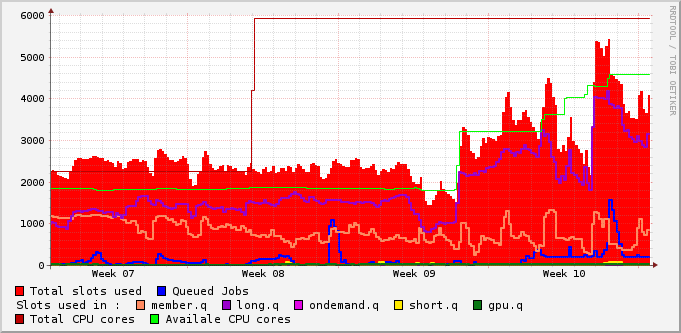 6000
5000
4000
3000
2000
1000
0
Week 07 Week 08 Week 09 Week 10
RRDTOOL / TOBI OETIKER
Total slots used Queued Jobs
Slots used in : member.q long.q ondemand.q short.q gpu.q
Total CPU cores Availale CPU cores